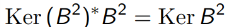 Ker (B²)*B² = Ker B²